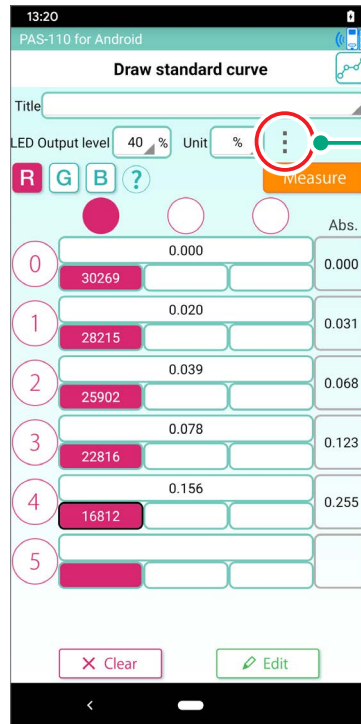 13:20
PAS-110 for Android
Draw standard curve
Title
LED Output level 40 % Unit %
R G B ? Measure
Abs.
0 0.000 0.000
30269
1 0.020 0.031
28215
2 0.039 0.068
25902
3 0.078 0.123
22816
4 0.156 0.255
16812
5
Clear Edit